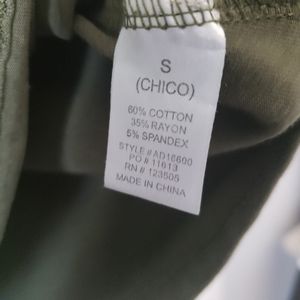 S
(CHICO)
60% COTTON
35% RAYON
5% SPANDEX
STYLE # AD16600
PO # 11613
RN # 123505
MADE IN CHINA